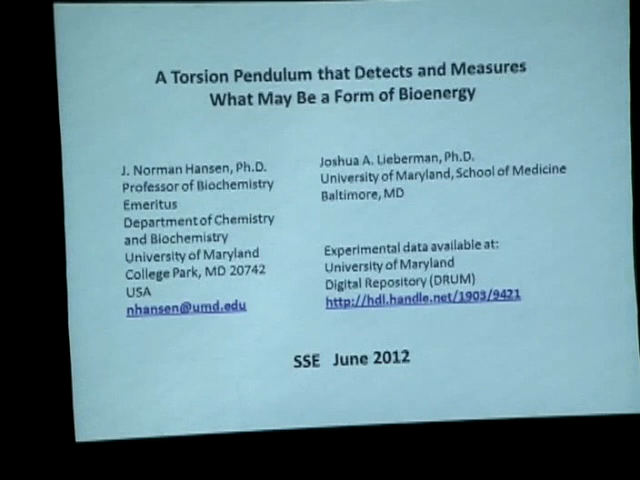 A Torsion Pendulum that Detects and Measures
What May Be a Form of Bioenergy
J. Norman Hansen, Ph.D.
Professor of Biochemistry
Emeritus
Department of Chemistry
and Biochemistry
University of Maryland
College Park, MD 20742
USA
nhansen@umd.edu
Joshua A. Lieberman, Ph.D.
University of Maryland, School of Medicine
Baltimore, MD
Experimental data available at:
University of Maryland
Digital Repository (DRUM)
http://hdl.handle.net/1903/9421
SSE June 2012